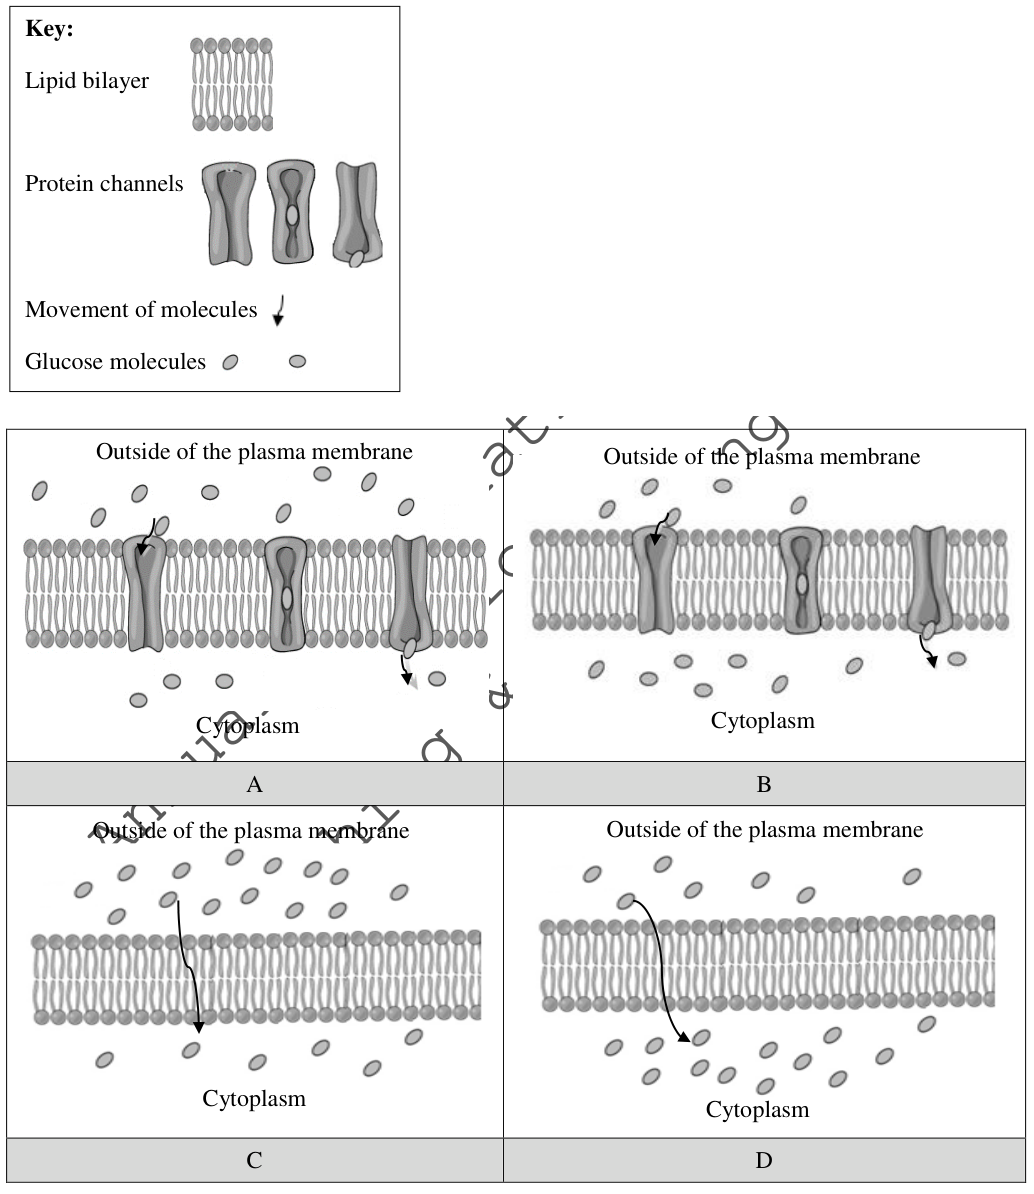 Key:
Lipid bilayer
Protein channels
Movement of molecules
Glucose molecules
Outside of the plasma membrane
Cytoplasm
Outside of the plasma membrane
Cytoplasm
A
B
Outside of the plasma membrane
Cytoplasm
Outside of the plasma membrane
Cytoplasm
C
D